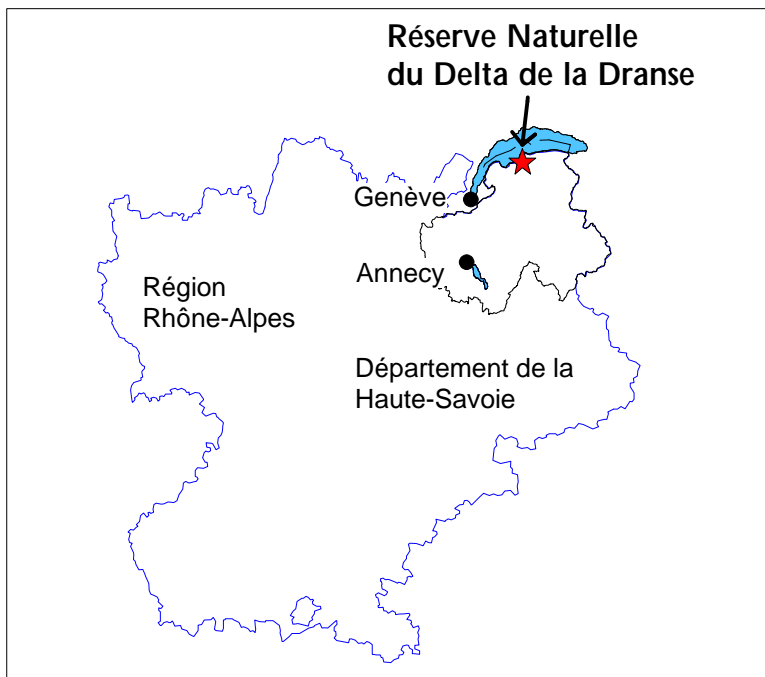 Réserve Naturelle
du Delta de la Dranse
Genève
Annecy
Région
Rhône-Alpes
Département de la
Haute-Savoie